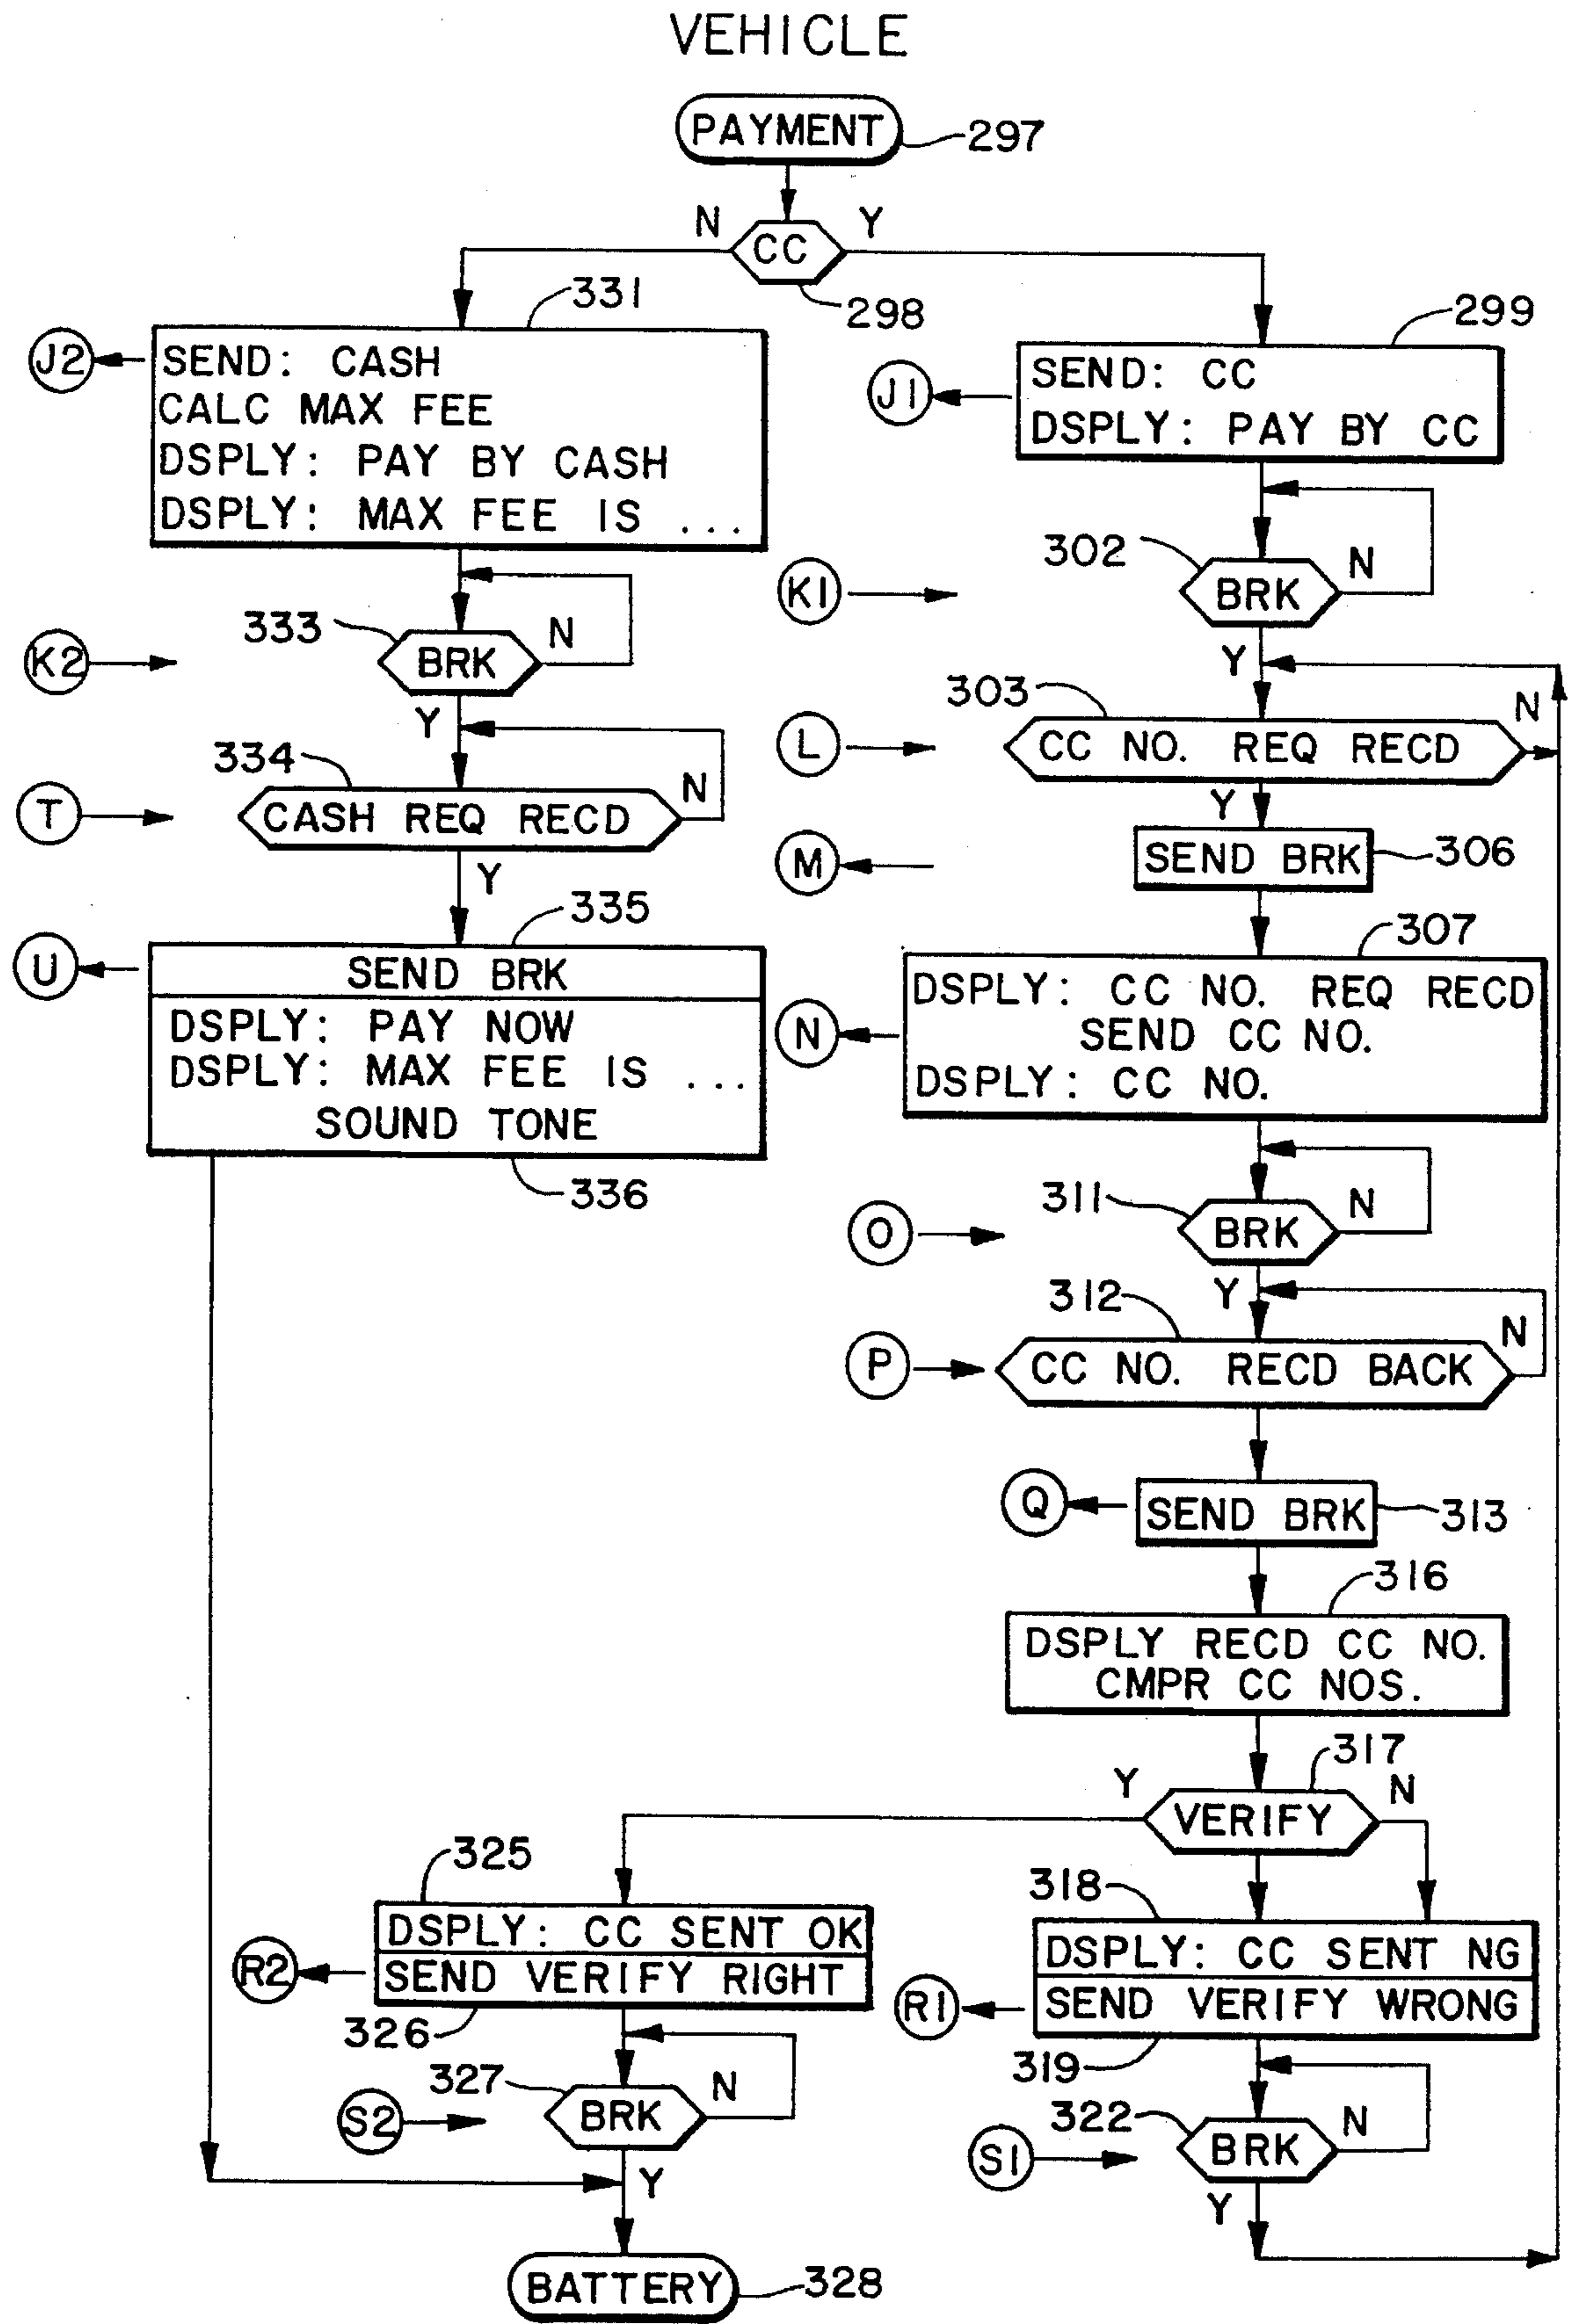 VEHICLE
PAYMENT
297
N
Y
CC
298
331
299
J2
SEND: CASH
CALC MAX FEE
DSPLY: PAY BY CASH
DSPLY: MAX FEE IS ...
J1
SEND: CC
DSPLY: PAY BY CC
302
K1
BRK
N
Y
333
K2
BRK
N
Y
303
L
CC NO. REQ RECD
N
Y
334
T
CASH REQ RECD
N
Y
M
SEND BRK
306
335
U
SEND BRK
DSPLY: PAY NOW
DSPLY: MAX FEE IS ...
SOUND TONE
336
307
N
DSPLY: CC NO. REQ RECD
SEND CC NO.
DSPLY: CC NO.
311
O
BRK
N
Y
312
P
CC NO. RECD BACK
N
Q
SEND BRK
313
316
DSPLY RECD CC NO.
CMPR CC NOS.
317
Y
VERIFY
N
325
R2
DSPLY: CC SENT OK
SEND VERIFY RIGHT
326
318
R1
DSPLY: CC SENT NG
SEND VERIFY WRONG
319
327
S2
BRK
N
Y
322
S1
BRK
N
Y
BATTERY
328